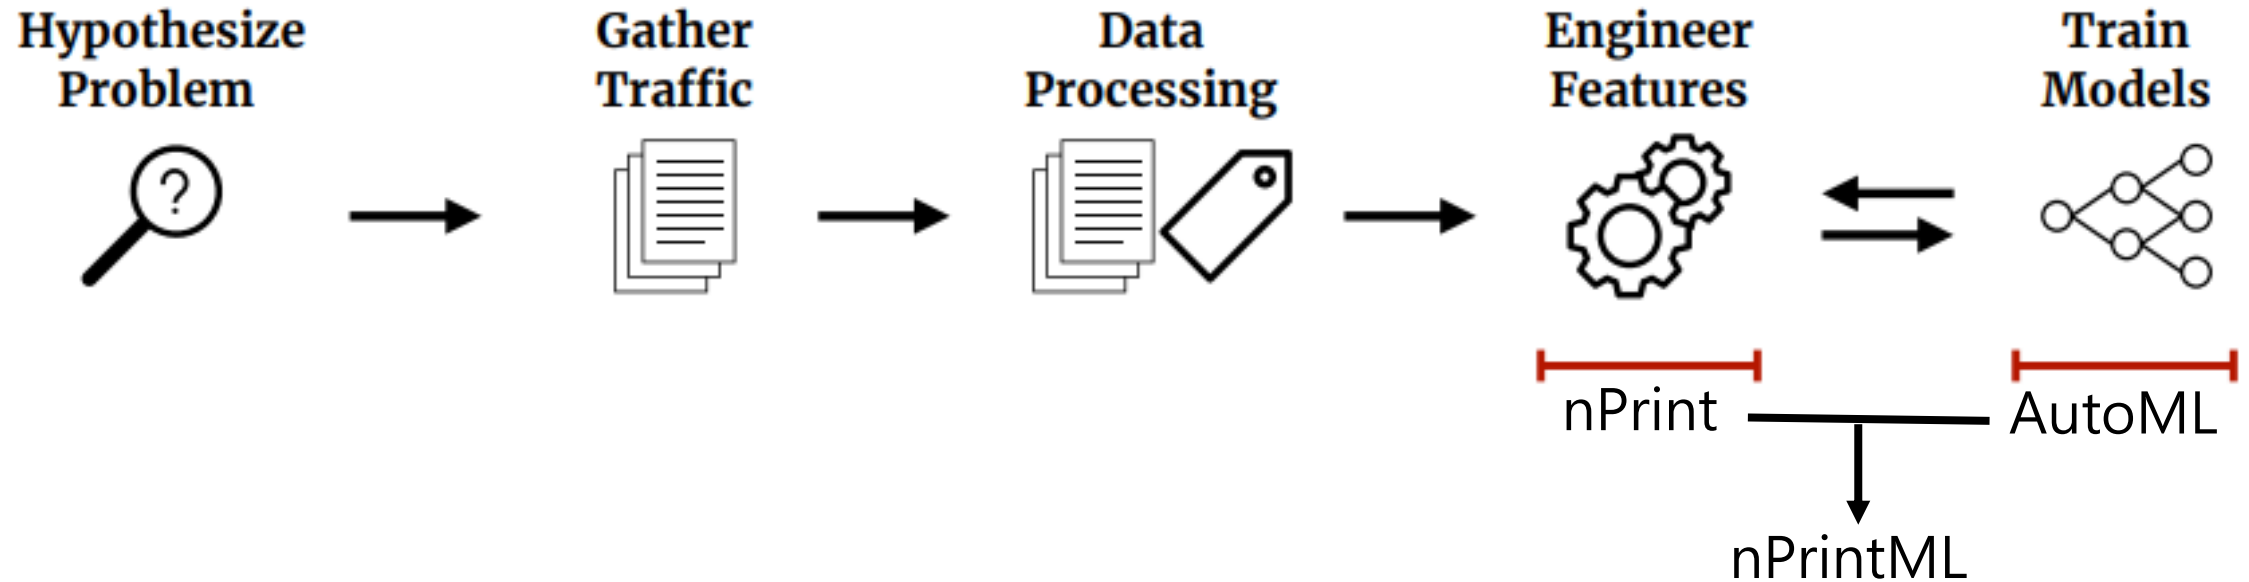 Hypothesize
Problem
Gather
Traffic
Data
Processing
Engineer
Features
Train
Models
?
nPrint
AutoML
nPrintML